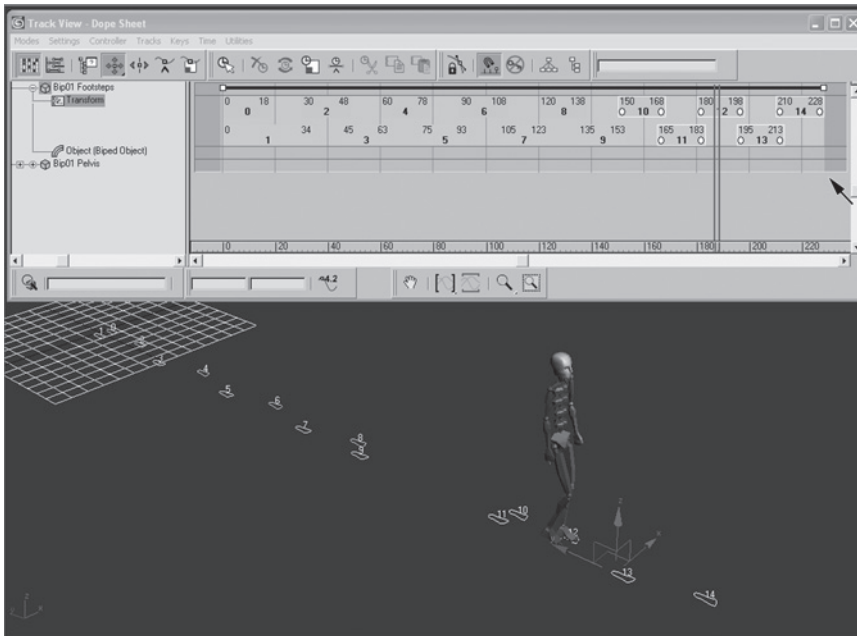 Track View - Dope Sheet
Modes Settings Controller Tracks Keys Time Utilities
Bip01 Footsteps
Transform
Object (Biped Object)
Bip01 Pelvis
0 18 30 48 60 78 90 108 120 138 150 168 180 198 210 228
0 2 4 6 8 10 12 14
0 34 45 63 75 93 105 123 135 153 165 183 195 213
1 3 5 7 9 11 13
0 20 40 60 80 100 120 140 160 180 200 220
4.2
1 0
4
5
6
7
8
9
11 10
12
13
14
z
x
z